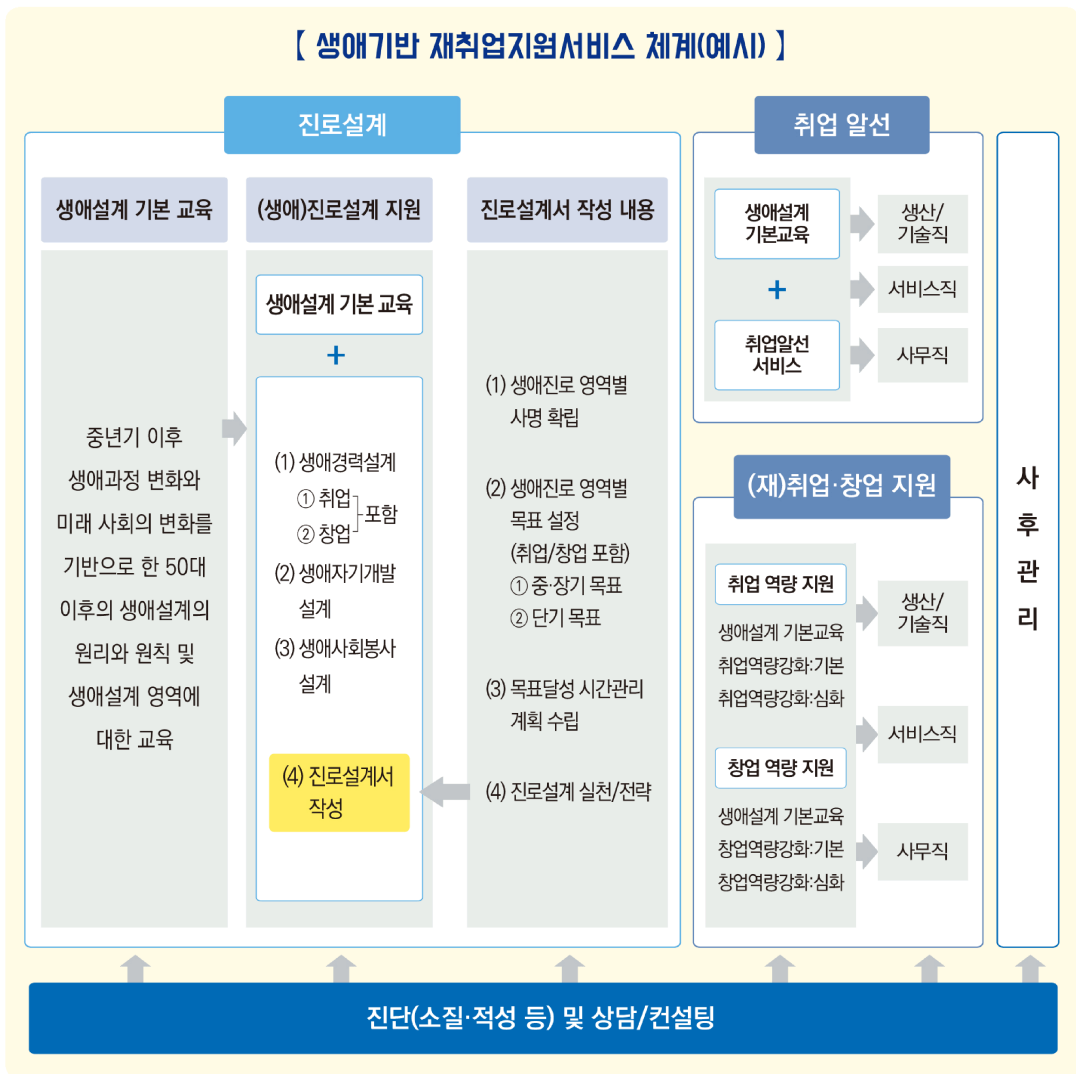 【 생애기반 재취업지원서비스 체계(예시) 】
진로설계
생애설계 기본 교육
중년기 이후
생애과정 변화와
미래 사회의 변화를
기반으로 한 50대
이후의 생애설계의
원리와 원칙 및
생애설계 영역에
대한 교육
(생애)진로설계 지원
생애설계 기본 교육
+
(1) 생애경력설계
① 취업
② 창업
포함
(2) 생애자기개발
설계
(3) 생애사회봉사
설계
(4) 진로설계서
작성
진로설계서 작성 내용
(1) 생애진로 영역별
사명 확립
(2) 생애진로 영역별
목표 설정
(취업/창업 포함)
① 중·장기 목표
② 단기 목표
(3) 목표달성 시간관리
계획 수립
(4) 진로설계 실천/전략
취업 알선
생애설계
기본교육
+
취업알선
서비스
생산/
기술직
서비스직
사무직
(재)취업·창업 지원
취업 역량 지원
생애설계 기본교육
취업역량강화:기본
취업역량강화:심화
창업 역량 지원
생애설계 기본교육
창업역량강화:기본
창업역량강화:심화
생산/
기술직
서비스직
사무직
사
후
관
리
진단(소질·적성 등) 및 상담/컨설팅